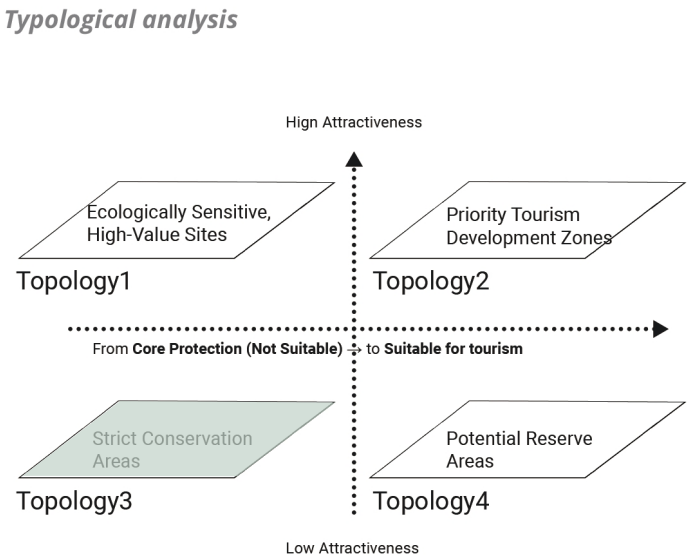 Typological analysis
Hign Attractiveness
Ecologically Sensitive,
High-Value Sites
Topology1
Priority Tourism
Development Zones
Topology2
From Core Protection (Not Suitable) → to Suitable for tourism
Strict Conservation
Areas
Topology3
Potential Reserve
Areas
Topology4
Low Attractiveness